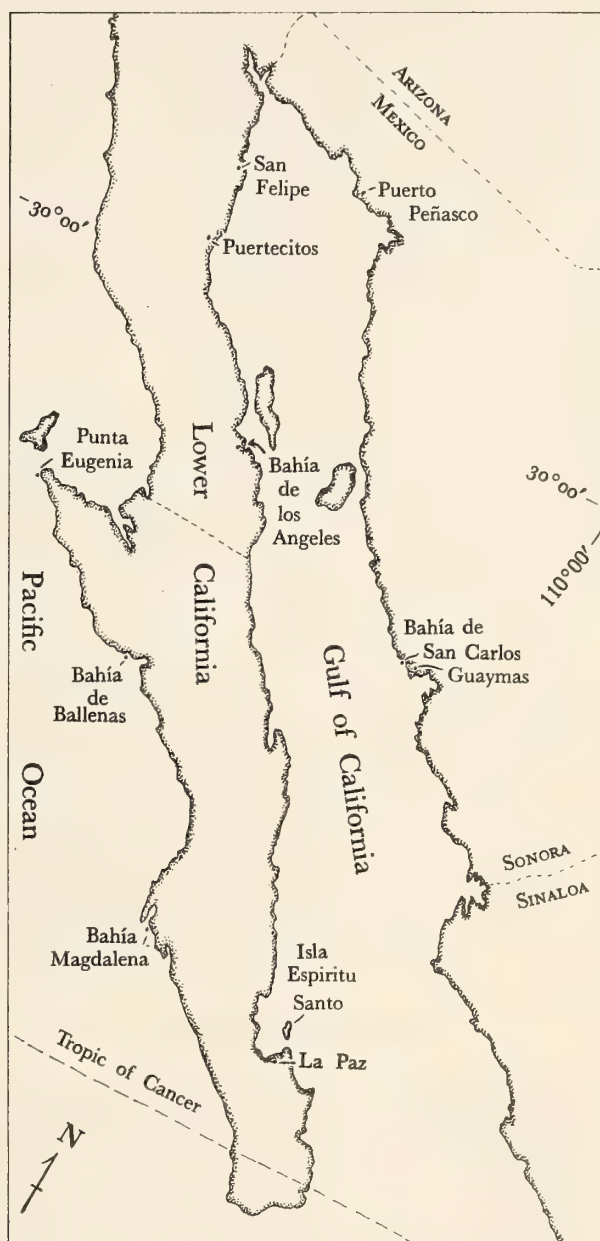 ARIZONA
MEXICO
San
Felipe
Puerto
Peñasco
30°00′
Puertecitos
Lower
California
Punta
Eugenia
Bahía
de
los
Angeles
30°00′
110°00′
Pacific
Ocean
Bahía de
San Carlos
Guaymas
Bahía
de
Ballenas
Gulf of California
SONORA
SINALOA
Bahía
Magdalena
Isla
Espiritu
Santo
La Paz
Tropic of Cancer
N